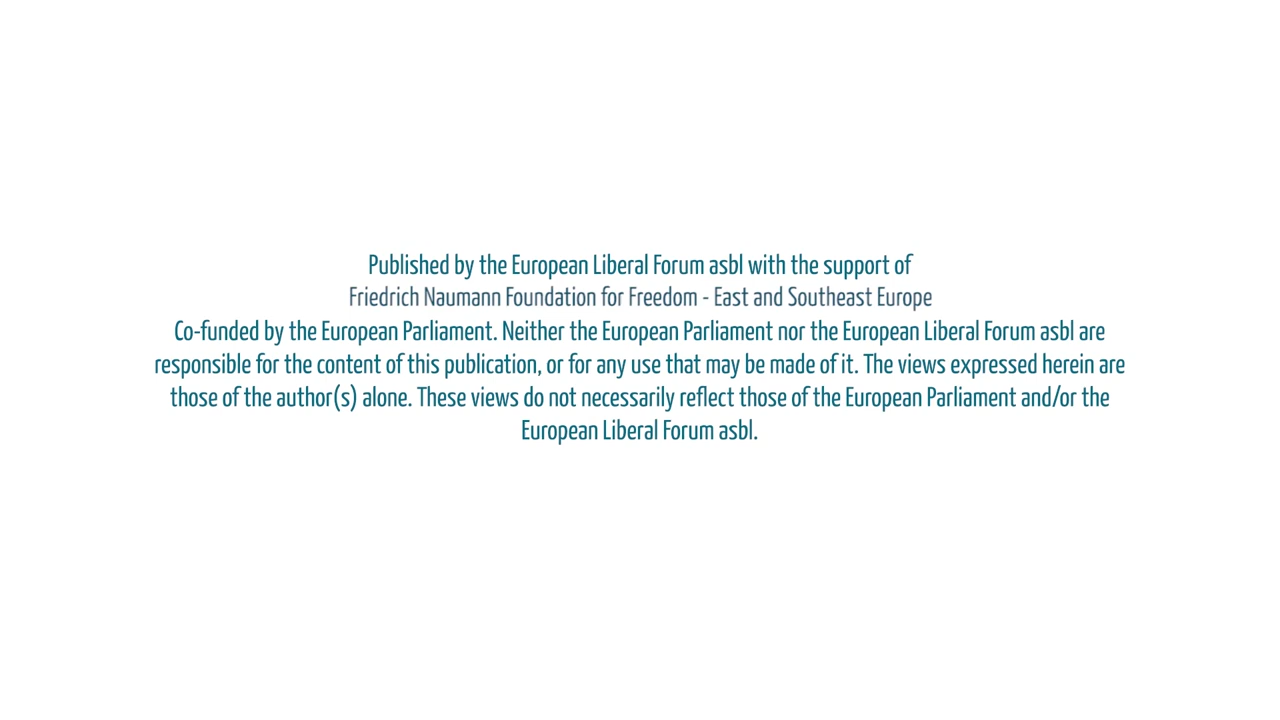 Published by the European Liberal Forum asbl with the support of
Friedrich Naumann Foundation for Freedom - East and Southeast Europe
Co-funded by the European Parliament. Neither the European Parliament nor the European Liberal Forum asbl are
responsible for the content of this publication, or for any use that may be made of it. The views expressed herein are
those of the author(s) alone. These views do not necessarily reflect those of the European Parliament and/or the
European Liberal Forum asbl.